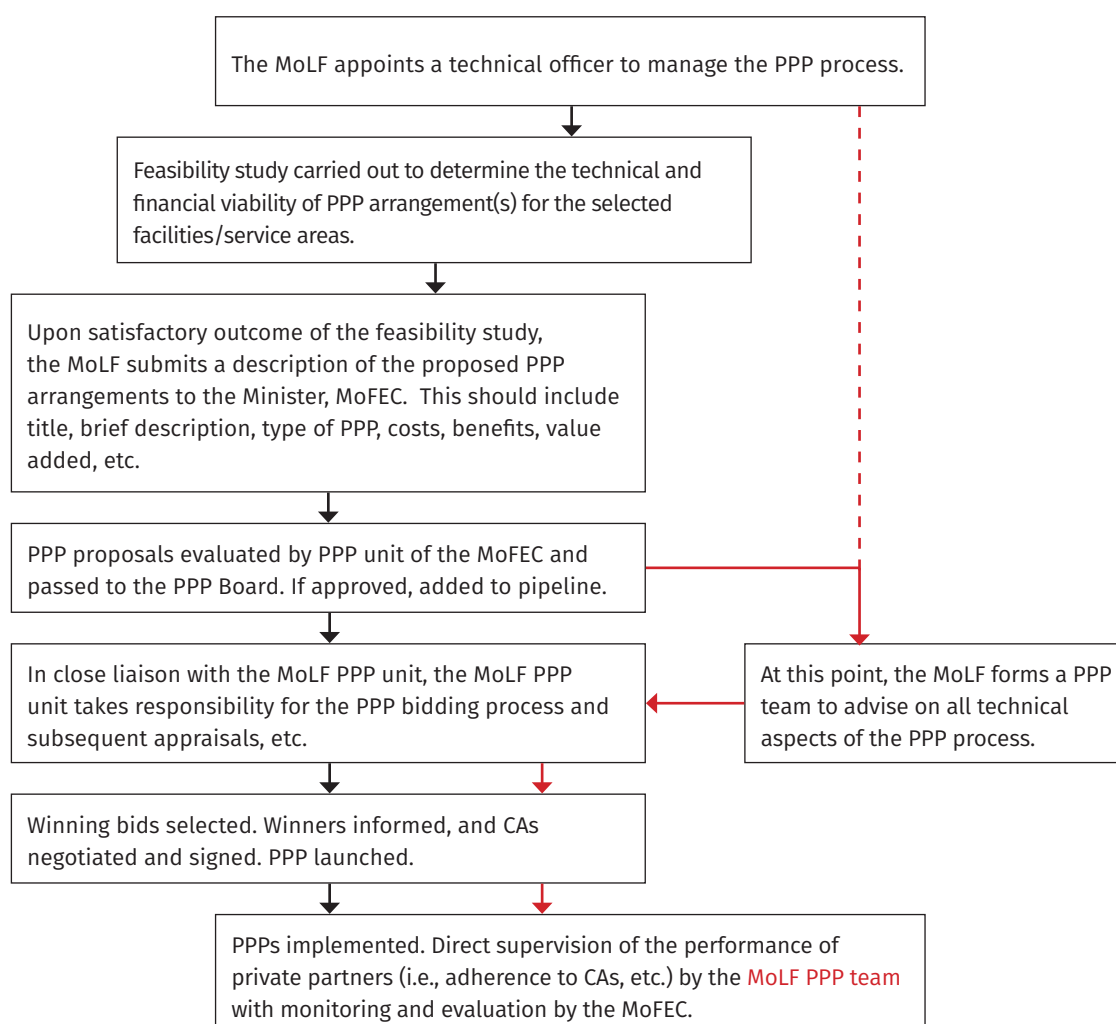 The MoLF appoints a technical officer to manage the PPP process.
Feasibility study carried out to determine the technical and
financial viability of PPP arrangement(s) for the selected
facilities/service areas.
Upon satisfactory outcome of the feasibility study,
the MoLF submits a description of the proposed PPP
arrangements to the Minister, MoFEC. This should include
title, brief description, type of PPP, costs, benefits, value
added, etc.
PPP proposals evaluated by PPP unit of the MoFEC and
passed to the PPP Board. If approved, added to pipeline.
In close liaison with the MoLF PPP unit, the MoLF PPP
unit takes responsibility for the PPP bidding process and
subsequent appraisals, etc.
At this point, the MoLF forms a PPP
team to advise on all technical
aspects of the PPP process.
Winning bids selected. Winners informed, and CAs
negotiated and signed. PPP launched.
PPPs implemented. Direct supervision of the performance of
private partners (i.e., adherence to CAs, etc.) by the MoLF PPP team
with monitoring and evaluation by the MoFEC.